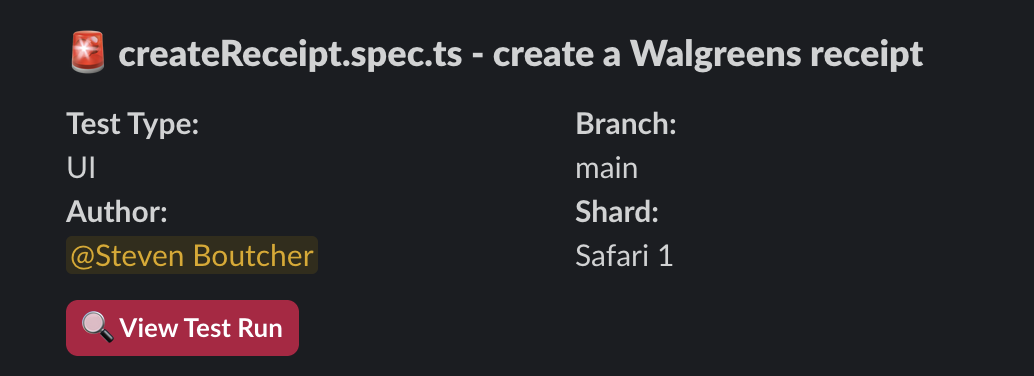 createReceipt.spec.ts - create a Walgreens receipt
Test Type:
UI
Author:
@Steven Boutcher
Branch:
main
Shard:
Safari 1
View Test Run